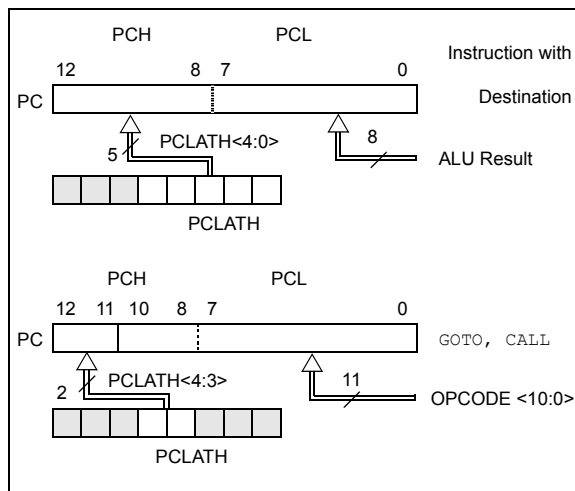 PCH PCL
12 8 7 0 Instruction with
PC Destination
5 PCLATH<4:0> 8 ALU Result
PCLATH
PCH PCL
12 11 10 8 7 0
PC GOTO, CALL
2 PCLATH<4:3> 11 OPCODE <10:0>
PCLATH